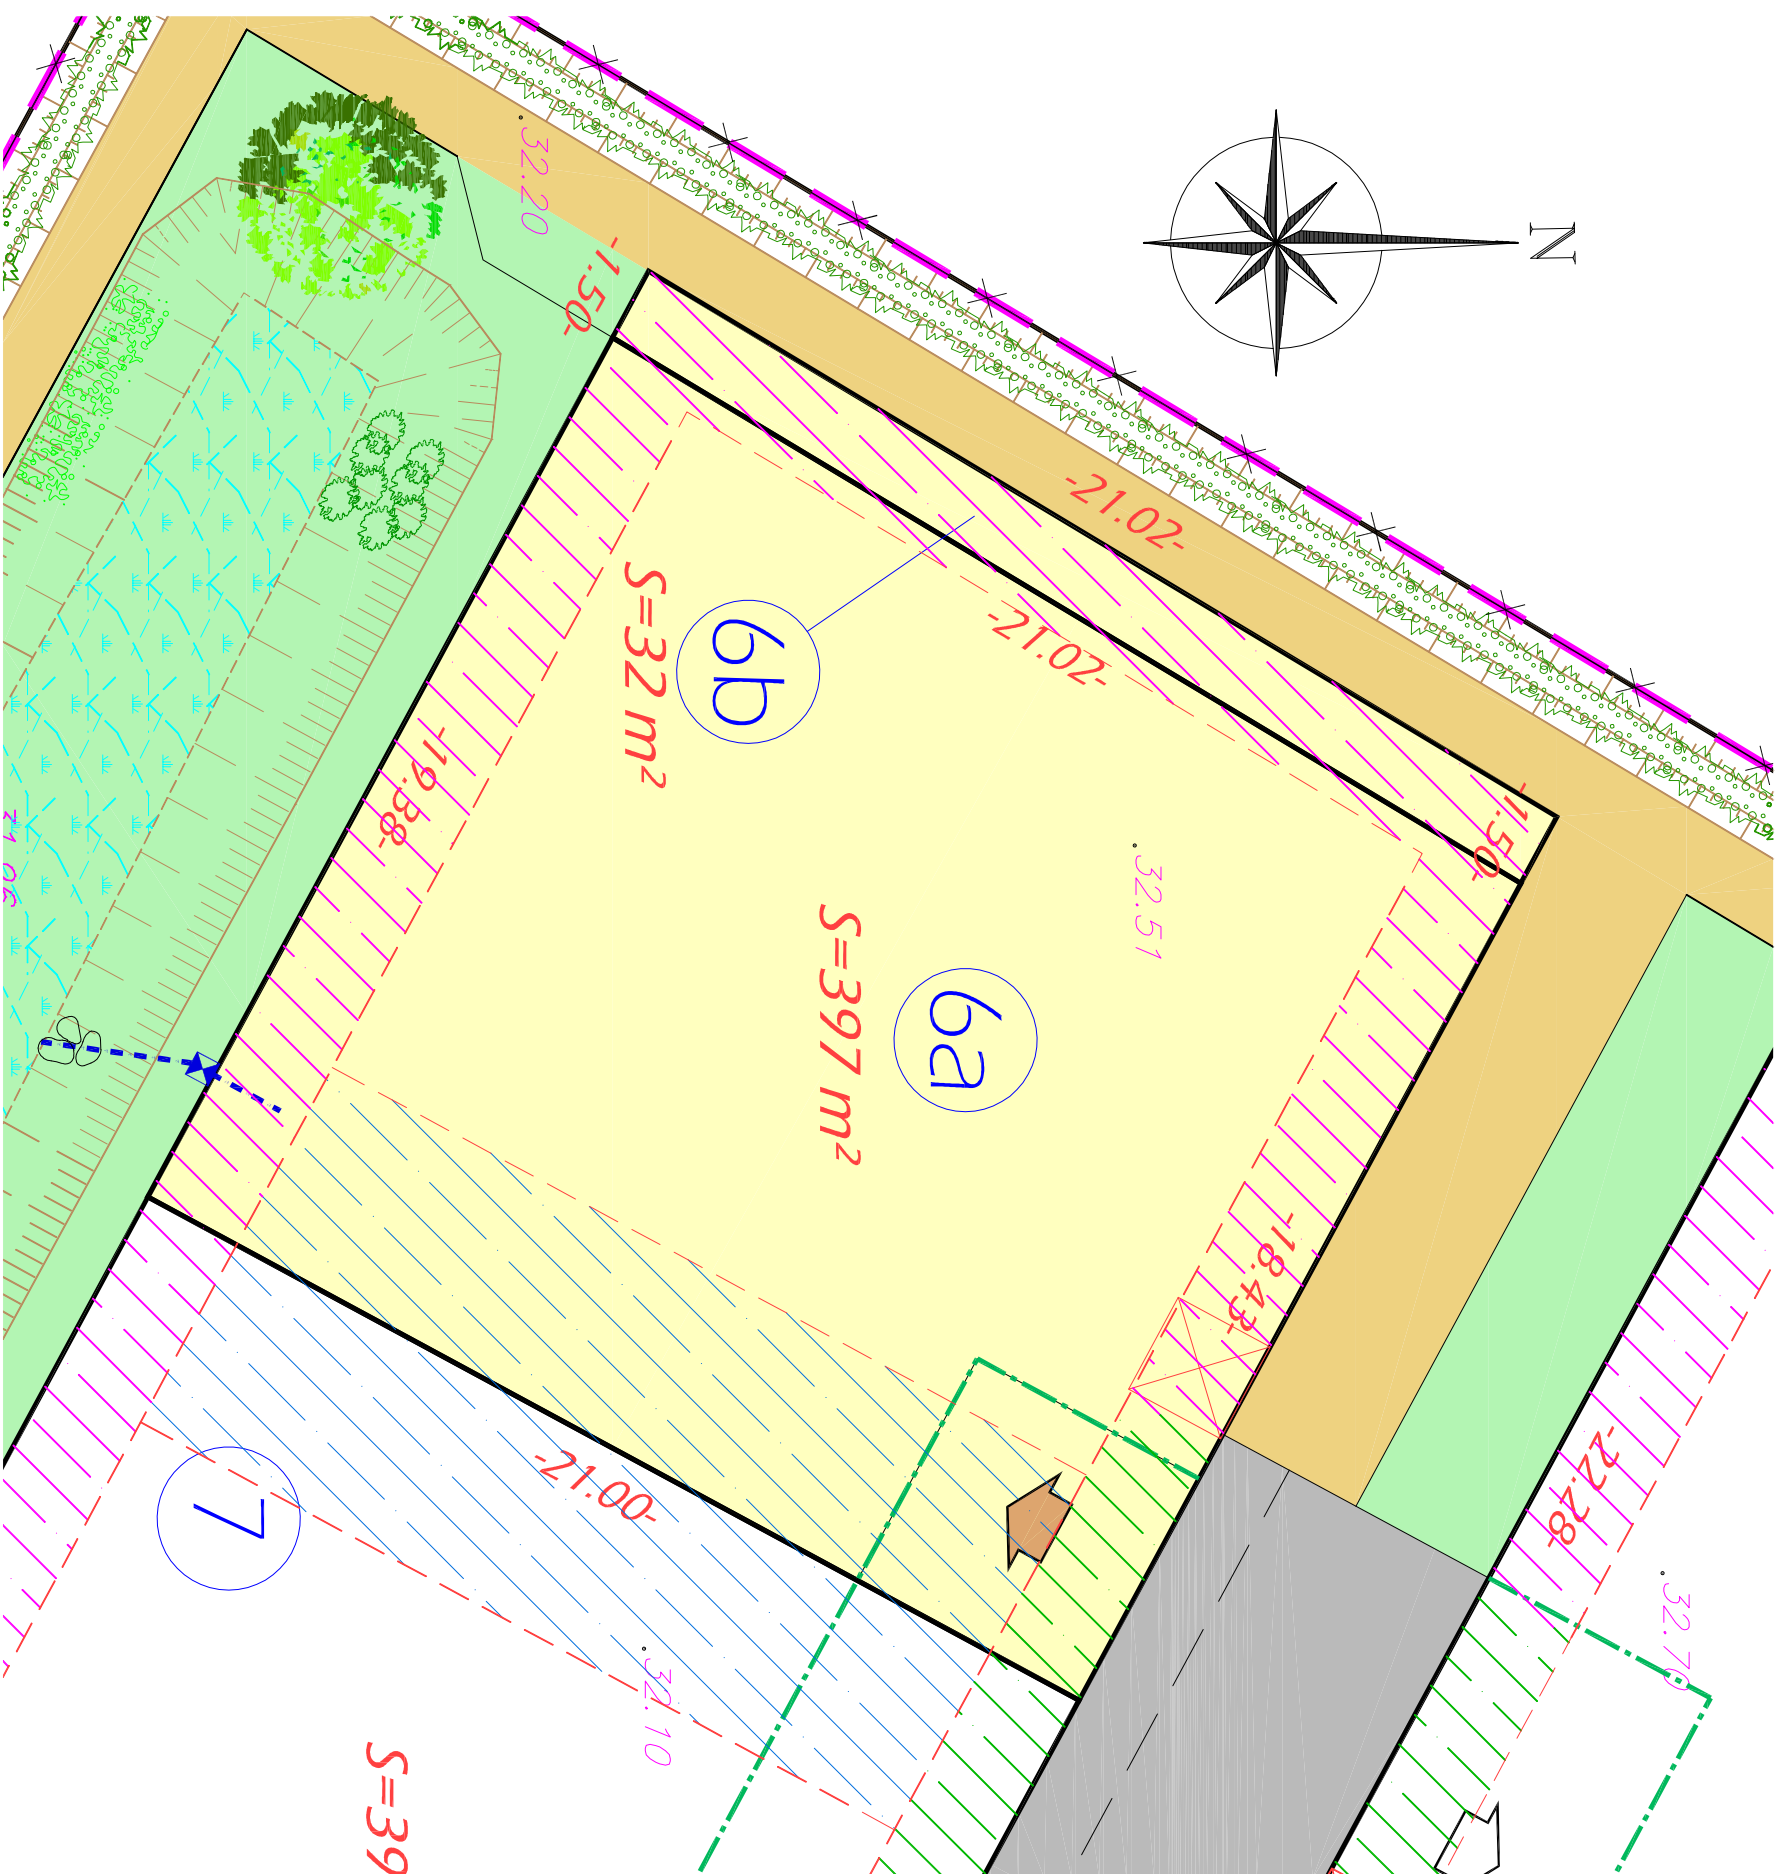 N
32.20
-1.50-
-21.02-
-21.02-
6b
S=32 m²
-19.38-
-1.50-
32.51
6a
S=397 m²
-18.43-
-21.00-
7
-22.28-
32.70
32.10
S=39